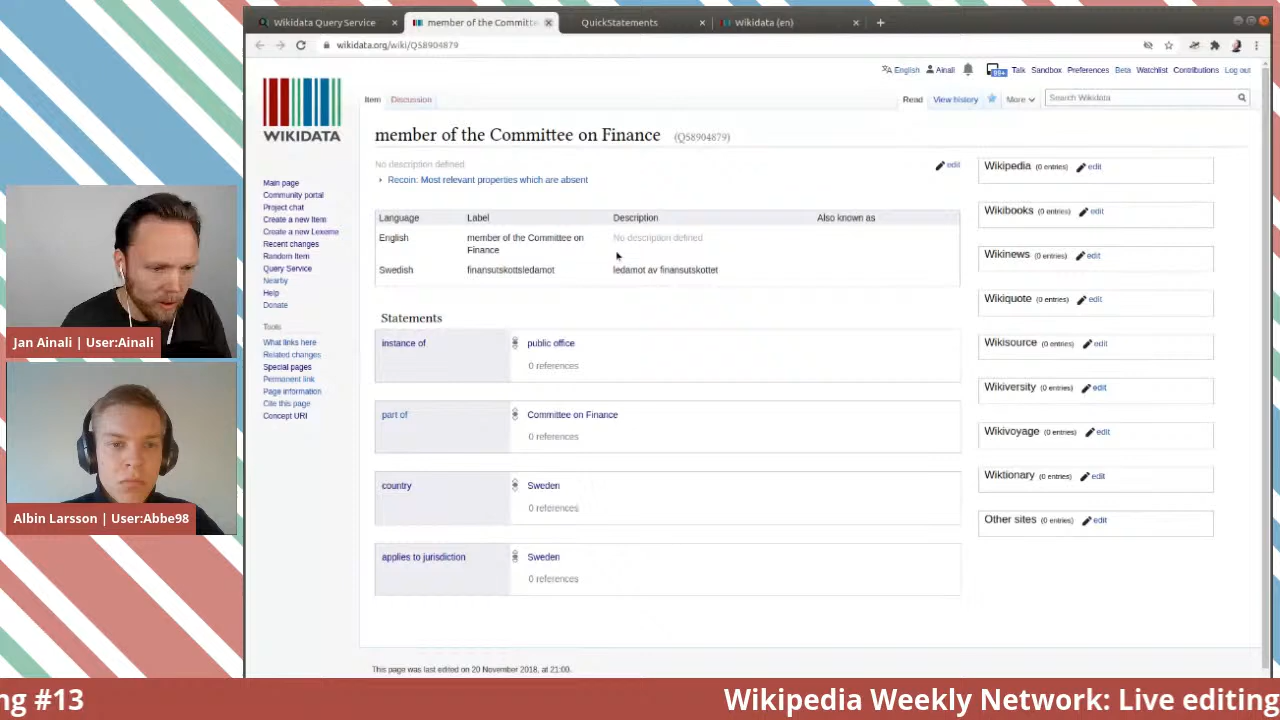 Wikidata Query Service
member of the Committe
QuickStatements
Wikidata (en)
wikidata.org/wiki/Q58904879
English
Ainali
99+
Talk
Sandbox
Preferences
Beta
Watchlist
Contributions
Log out
WIKIDATA
Item
Discussion
Read
View history
More
Search Wikidata
member of the Committee on Finance (Q58904879)
No description defined
edit
Recoin: Most relevant properties which are absent
Language
Label
Description
Also known as
English
member of the Committee on
Finance
No description defined
Swedish
finansutskottsledamot
ledamot av finansutskottet
Statements
instance of
public office
0 references
part of
Committee on Finance
0 references
country
Sweden
0 references
applies to jurisdiction
Sweden
0 references
This page was last edited on 20 November 2018, at 21:00.
Main page
Community portal
Project chat
Create a new Item
Create a new Lexeme
Recent changes
Random Item
Query Service
Nearby
Help
Donate
Tools
What links here
Related changes
Special pages
Permanent link
Page information
Cite this page
Concept URI
Wikipedia (0 entries) edit
Wikibooks (0 entries) edit
Wikinews (0 entries) edit
Wikiquote (0 entries) edit
Wikisource (0 entries) edit
Wikiversity (0 entries) edit
Wikivoyage (0 entries) edit
Wiktionary (0 entries) edit
Other sites (0 entries) edit
Jan Ainali | User:Ainali
Albin Larsson | User:Abbe98
ng #13
Wikipedia Weekly Network: Live editing